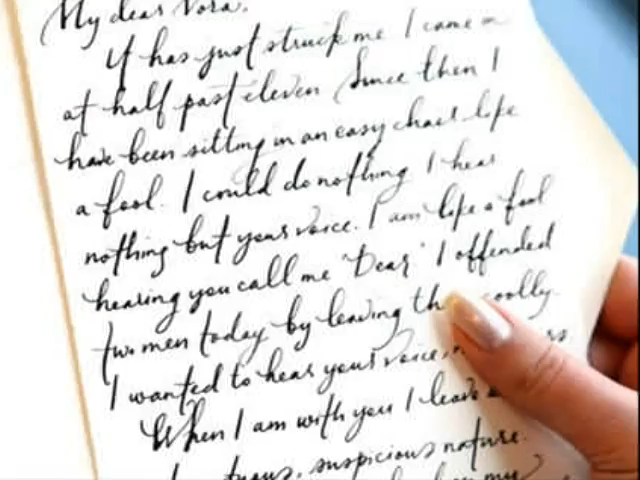 My dear Nora.
It has just struck me I came
at half past eleven Since then I
have been sitting in an easy chair like
a fool. I could do nothing I hear
nothing but your voice. I am like a fool
hearing you call me 'Dear' I offended
two men today by leaving coolly.
I wanted to hear your voice,
When I am with you I leave
suspicious nature.
my